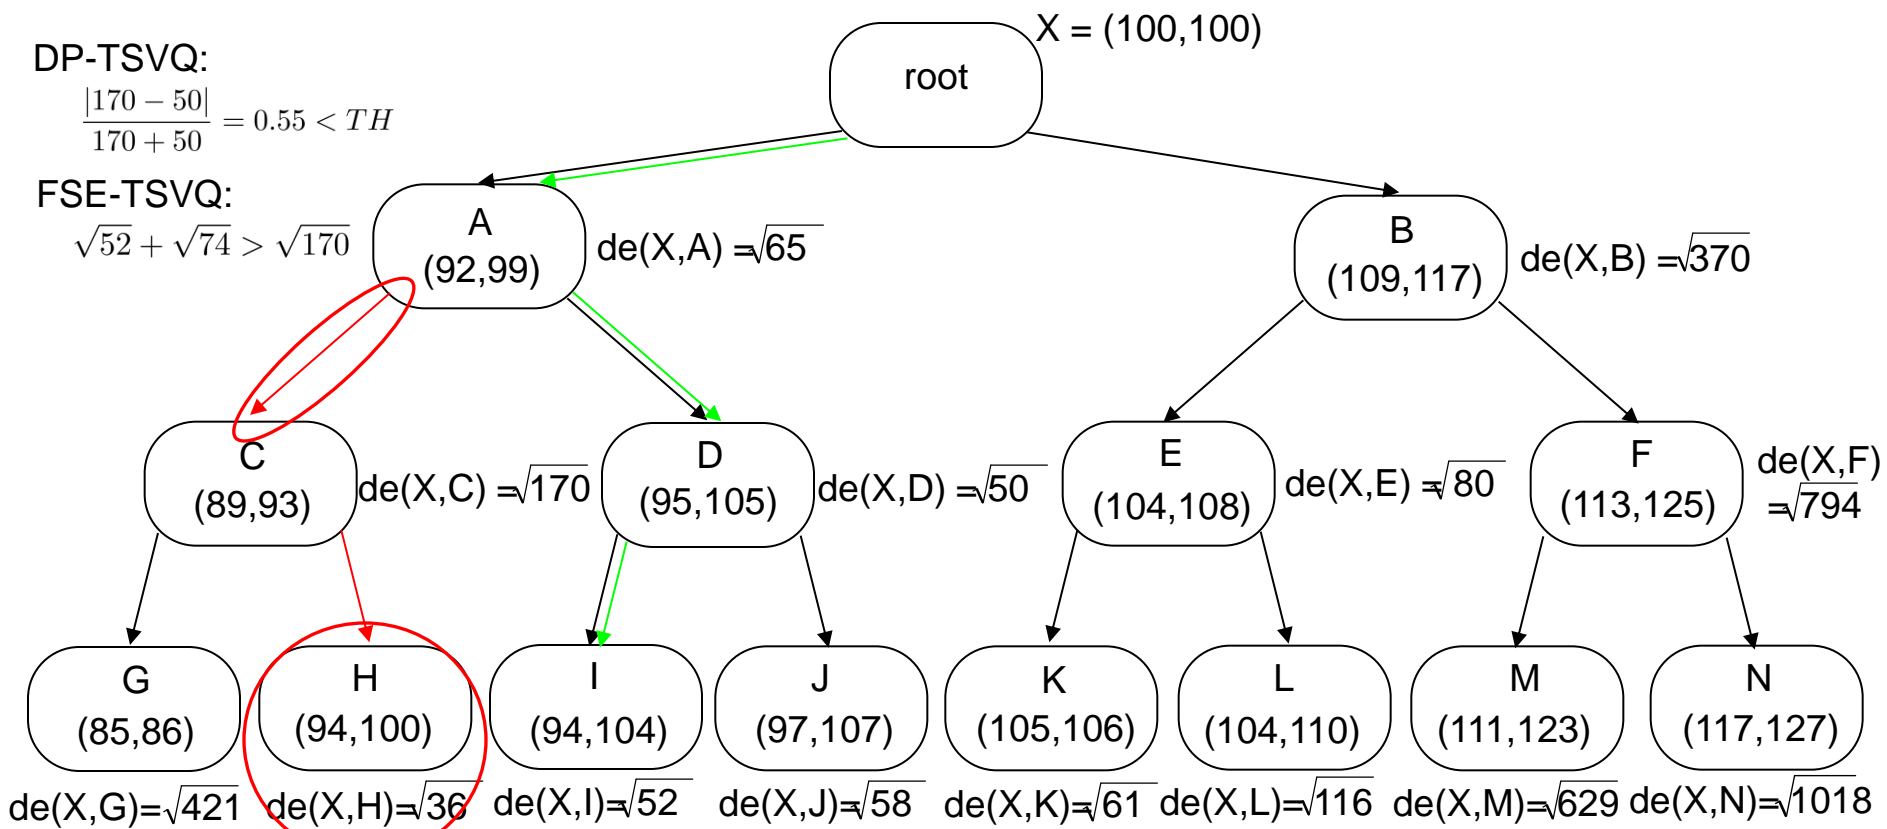 X = (100,100)
DP-TSVQ:
|170 − 50| / 170 + 50 = 0.55 < TH
root
FSE-TSVQ:
√52 + √74 > √170
A
(92,99)
de(X,A) =√65
B
(109,117)
de(X,B) =√370
C
(89,93)
de(X,C) =√170
D
(95,105)
de(X,D) =√50
E
(104,108)
de(X,E) =√80
F
(113,125)
de(X,F)
=√794
G
(85,86)
H
(94,100)
I
(94,104)
J
(97,107)
K
(105,106)
L
(104,110)
M
(111,123)
N
(117,127)
de(X,G)=√421
de(X,H)=√36
de(X,I)=√52
de(X,J)=√58
de(X,K)=√61
de(X,L)=√116
de(X,M)=√629
de(X,N)=√1018